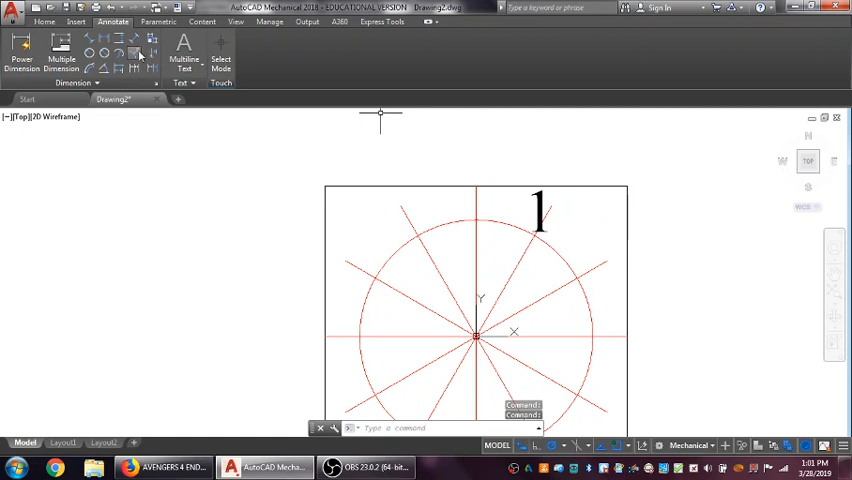 AutoCAD Mechanical 2018 - EDUCATIONAL VERSION Drawing2.dwg
Type a keyword or phrase
Sign In
Home Insert Annotate Parametric Content View Manage Output A360 Express Tools
Power
Dimension
Multiple
Dimension
Multiline
Text
Select
Mode
Dimension
Text
Touch
Start
Drawing2*
[−][Top][2D Wireframe]
N
W
TOP
E
S
WCS
1
Y
X
Command:
Command:
Type a command
Model Layout1 Layout2
MODEL
Mechanical
AVENGERS 4 END...
AutoCAD Mecha...
OBS 23.0.2 (64-bit...
1:01 PM
3/28/2019